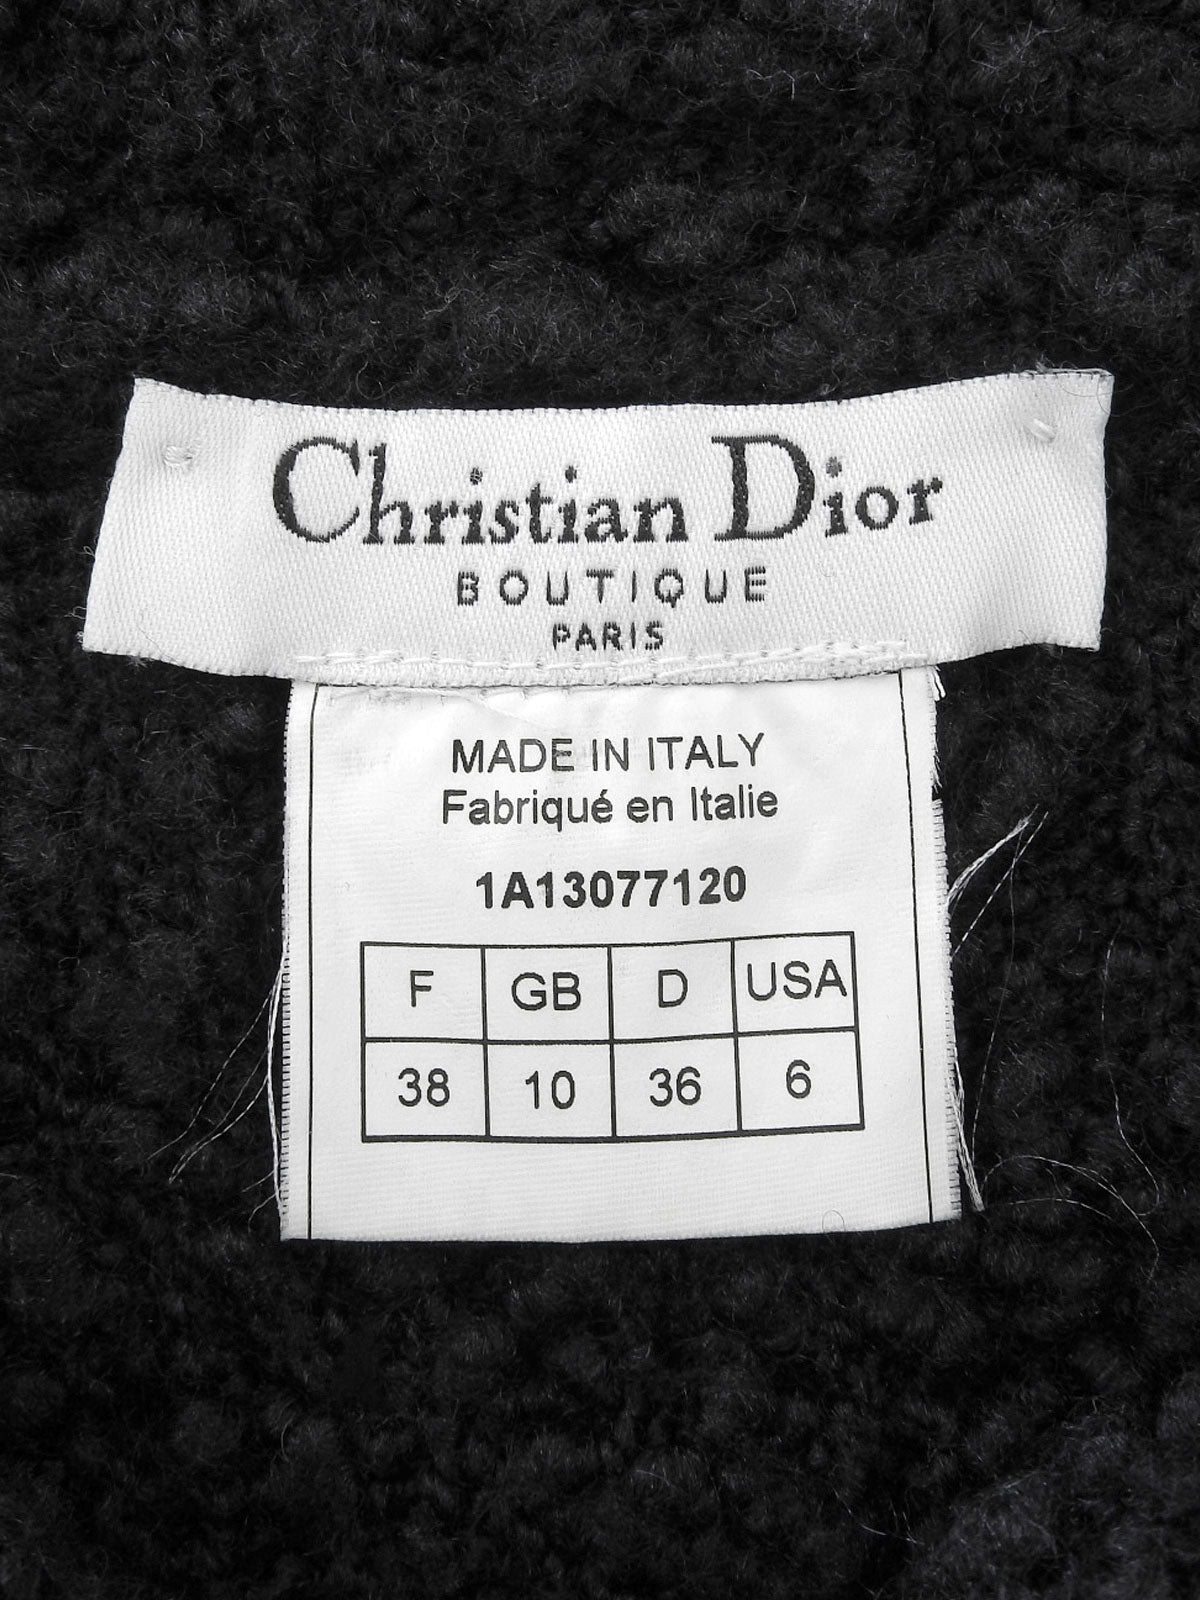 Christian Dior
BOUTIQUE
PARIS
MADE IN ITALY
Fabriqué en Italie
1A13077120
F GB D USA
38 10 36 6